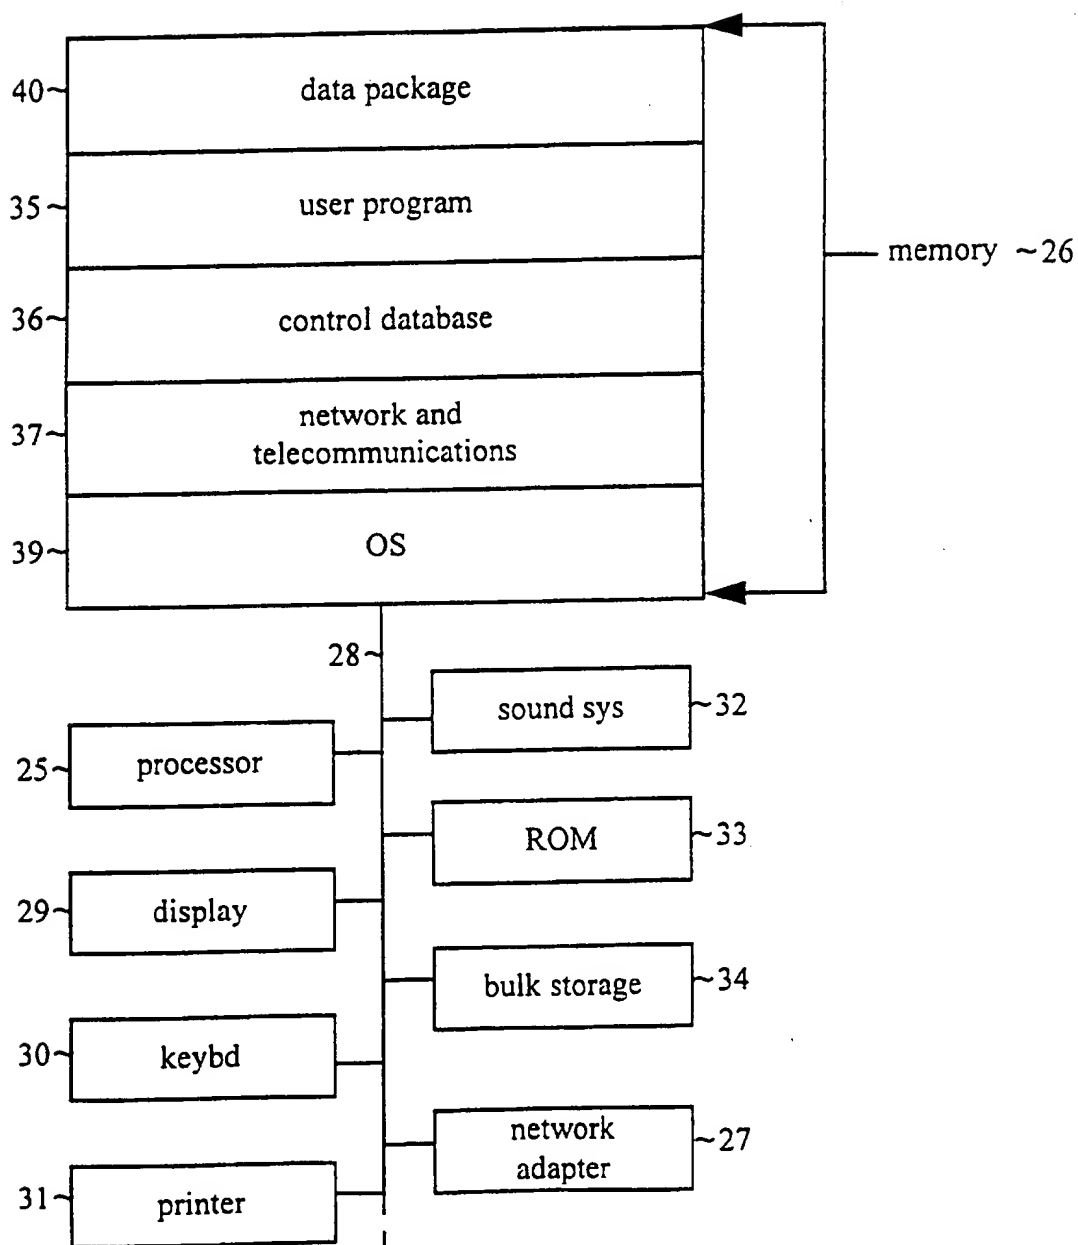 40~
data package
35~
user program
memory ~26
36~
control database
37~
network and
telecommunications
39~
OS
28~
sound sys
~32
25~
processor
ROM
~33
29~
display
bulk storage
~34
30~
keybd
network
adapter
~27
31~
printer